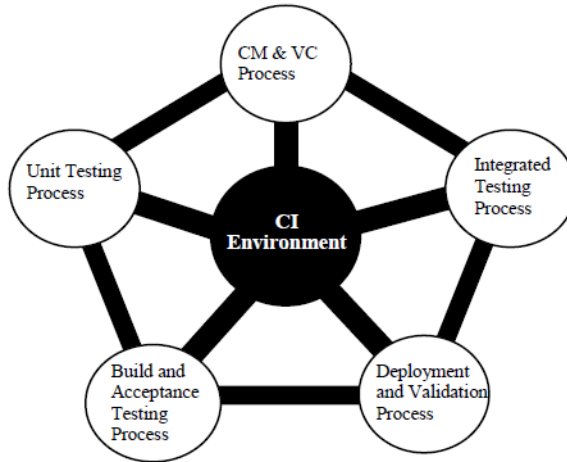 CM & VC
Process
Unit Testing
Process
Integrated
Testing
Process
CI
Environment
Build and
Acceptance
Testing
Process
Deployment
and Validation
Process